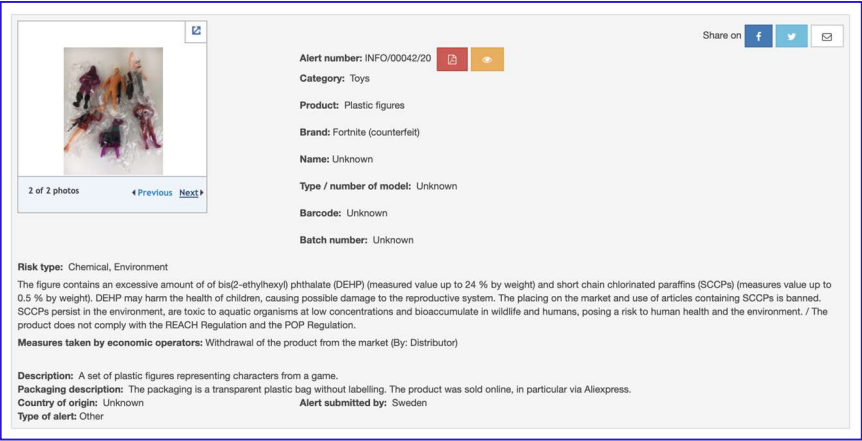 Share on
Alert number: INFO/00042/20
Category: Toys
Product: Plastic figures
Brand: Fortnite (counterfeit)
Name: Unknown
Type / number of model: Unknown
Barcode: Unknown
Batch number: Unknown
2 of 2 photos Previous Next
Risk type: Chemical, Environment
The figure contains an excessive amount of of bis(2-ethylhexyl) phthalate (DEHP) (measured value up to 24 % by weight) and short chain chlorinated paraffins (SCCPs) (measures value up to
0.5 % by weight). DEHP may harm the health of children, causing possible damage to the reproductive system. The placing on the market and use of articles containing SCCPs is banned.
SCCPs persist in the environment, are toxic to aquatic organisms at low concentrations and bioaccumulate in wildlife and humans, posing a risk to human health and the environment. / The
product does not comply with the REACH Regulation and the POP Regulation.
Measures taken by economic operators: Withdrawal of the product from the market (By: Distributor)
Description: A set of plastic figures representing characters from a game.
Packaging description: The packaging is a transparent plastic bag without labelling. The product was sold online, in particular via Aliexpress.
Country of origin: Unknown Alert submitted by: Sweden
Type of alert: Other